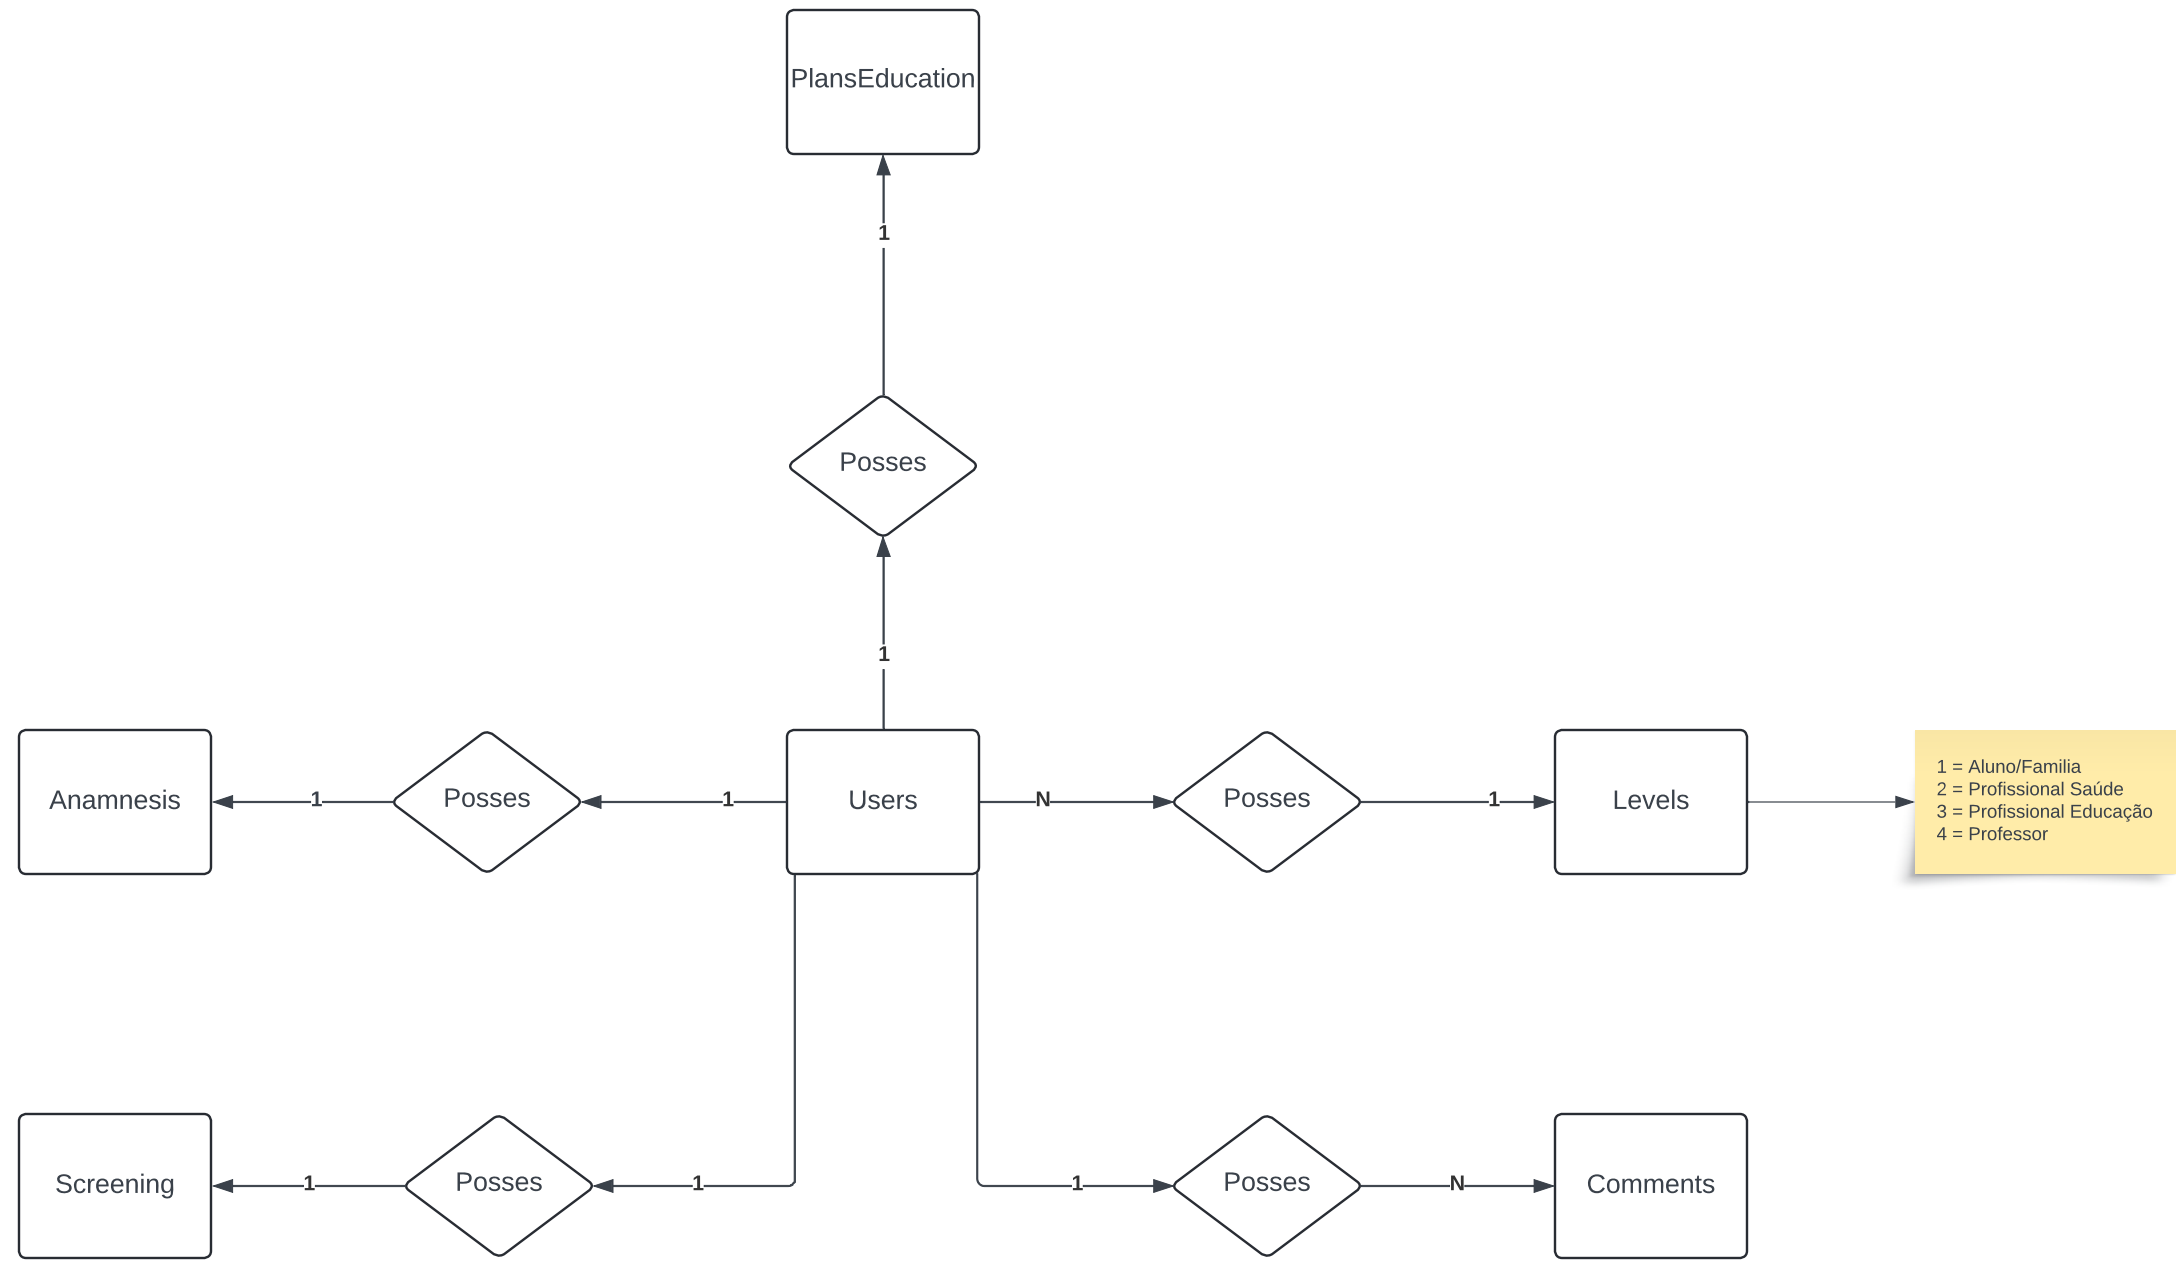 PlansEducation
1
Posses
1
Anamnesis
1
Posses
1
Users
N
Posses
1
Levels
1 = Aluno/Familia
2 = Profissional Saúde
3 = Profissional Educação
4 = Professor
Screening
1
Posses
1
1
Posses
N
Comments